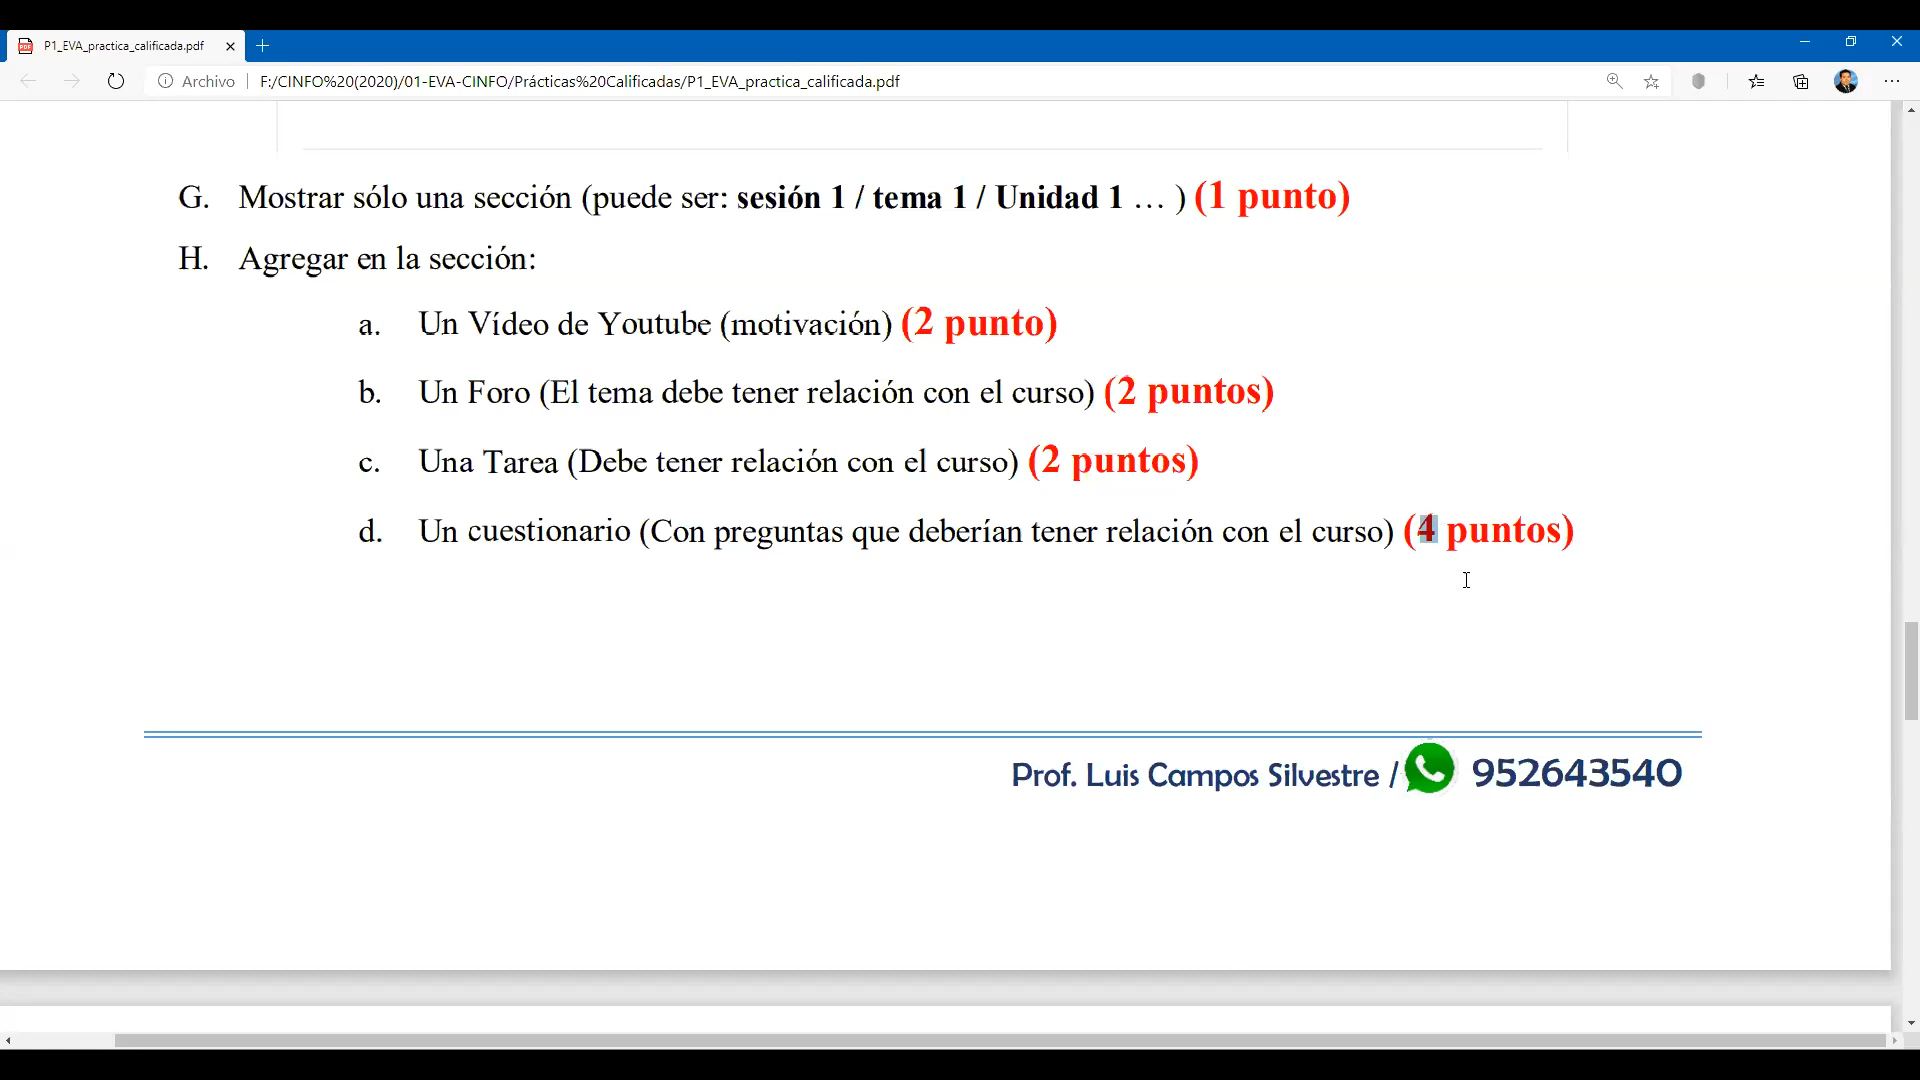 P1_EVA_practica_calificada.pdf
Archivo F:/CINFO%20(2020)/01-EVA-CINFO/Prácticas%20Calificadas/P1_EVA_practica_calificada.pdf
G. Mostrar sólo una sección (puede ser: sesión 1 / tema 1 / Unidad 1 … ) (1 punto)
H. Agregar en la sección:
a. Un Vídeo de Youtube (motivación) (2 punto)
b. Un Foro (El tema debe tener relación con el curso) (2 puntos)
c. Una Tarea (Debe tener relación con el curso) (2 puntos)
d. Un cuestionario (Con preguntas que deberían tener relación con el curso) (4 puntos)
Prof. Luis Campos Silvestre / 952643540